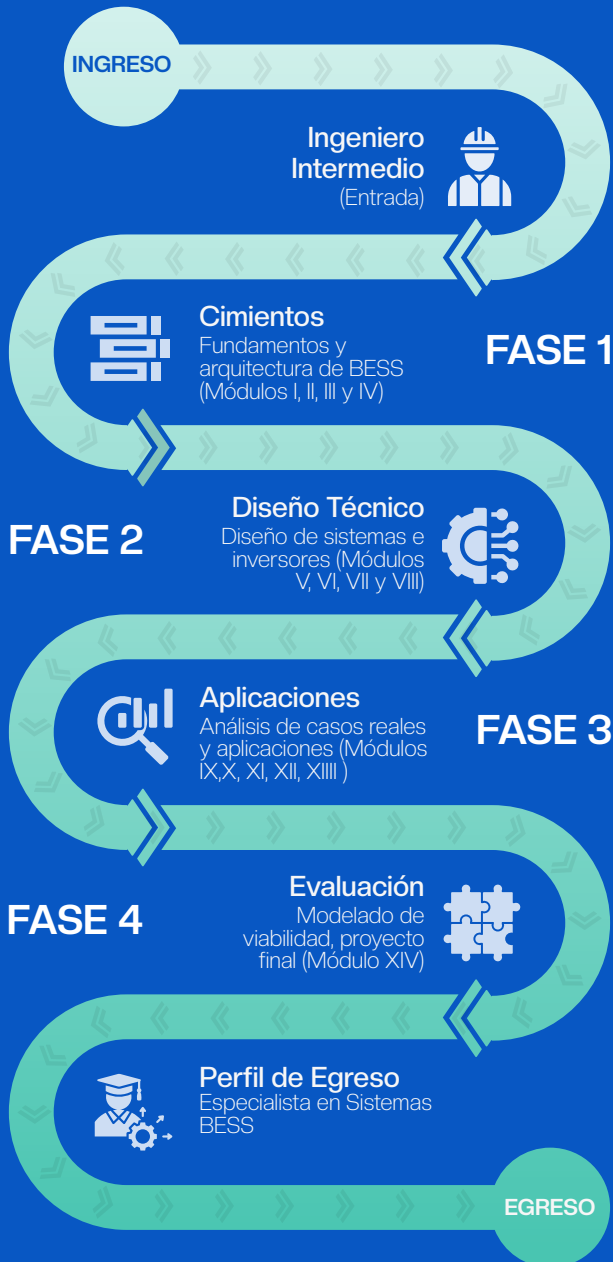 INGRESO
Ingeniero
Intermedio
(Entrada)
Cimientos
Fundamentos y
arquitectura de BESS
(Módulos I, II, III y IV)
FASE 1
FASE 2
Diseño Técnico
Diseño de sistemas e
inversores (Módulos
V, VI, VII y VIII)
Aplicaciones
Análisis de casos reales
y aplicaciones (Módulos
IX,X, XI, XII, XIIII )
FASE 3
FASE 4
Evaluación
Modelado de
viabilidad, proyecto
final (Módulo XIV)
Perfil de Egreso
Especialista en Sistemas
BESS
EGRESO